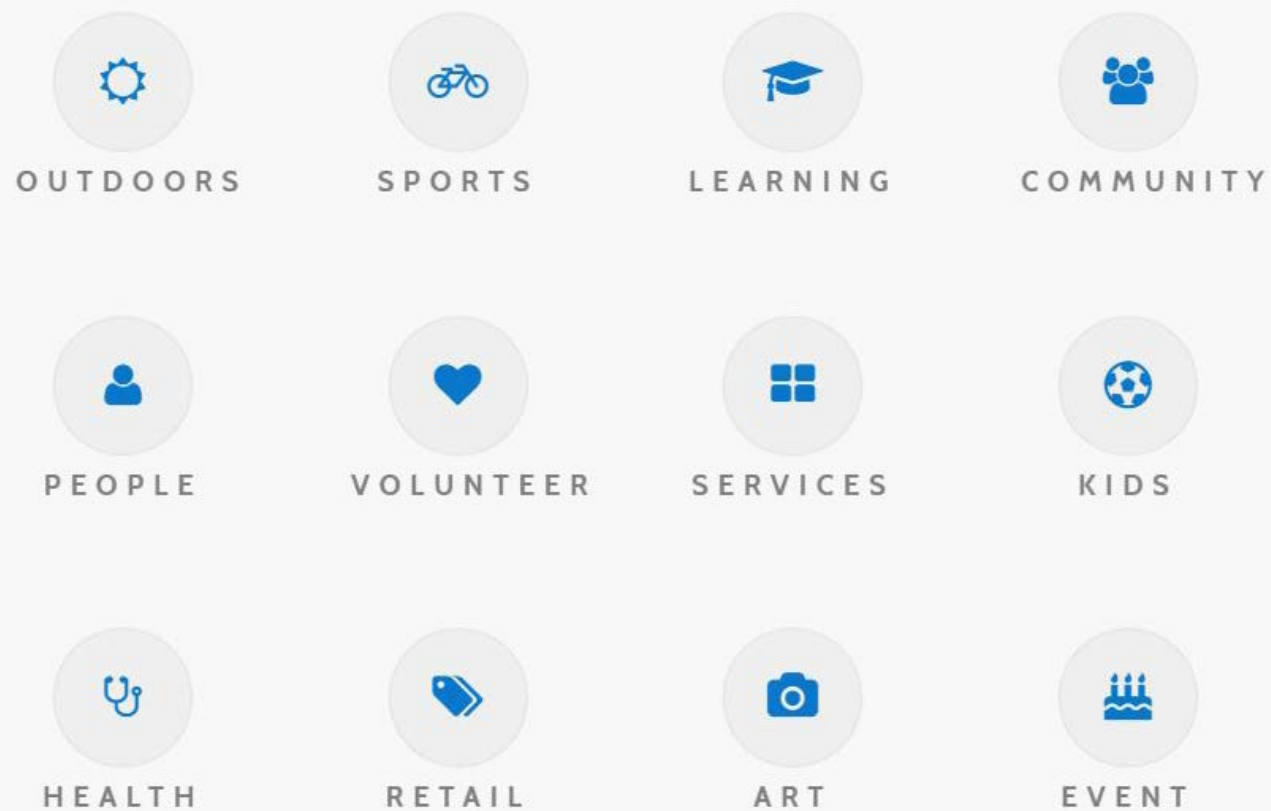 OUTDOORS SPORTS LEARNING COMMUNITY
PEOPLE VOLUNTEER SERVICES KIDS
HEALTH RETAIL ART EVENT